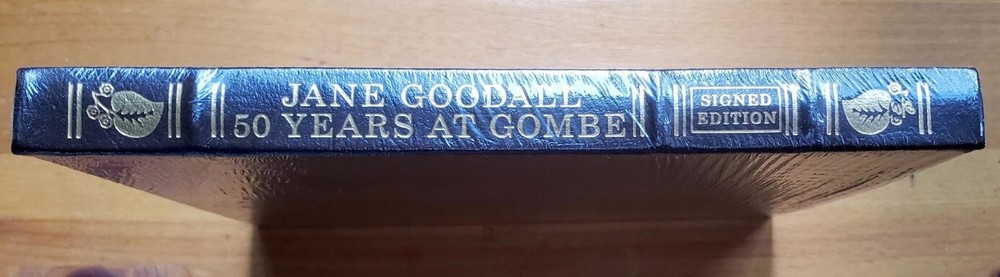 JANE GOODALL
50 YEARS AT GOMBE
SIGNED
EDITION